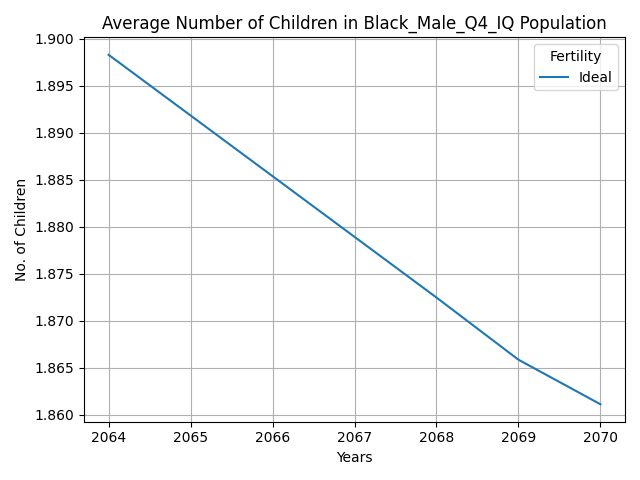 Average Number of Children in Black_Male_Q4_IQ Population
Fertility
Ideal
No. of Children
1.900
1.895
1.890
1.885
1.880
1.875
1.870
1.865
1.860
2064 2065 2066 2067 2068 2069 2070
Years